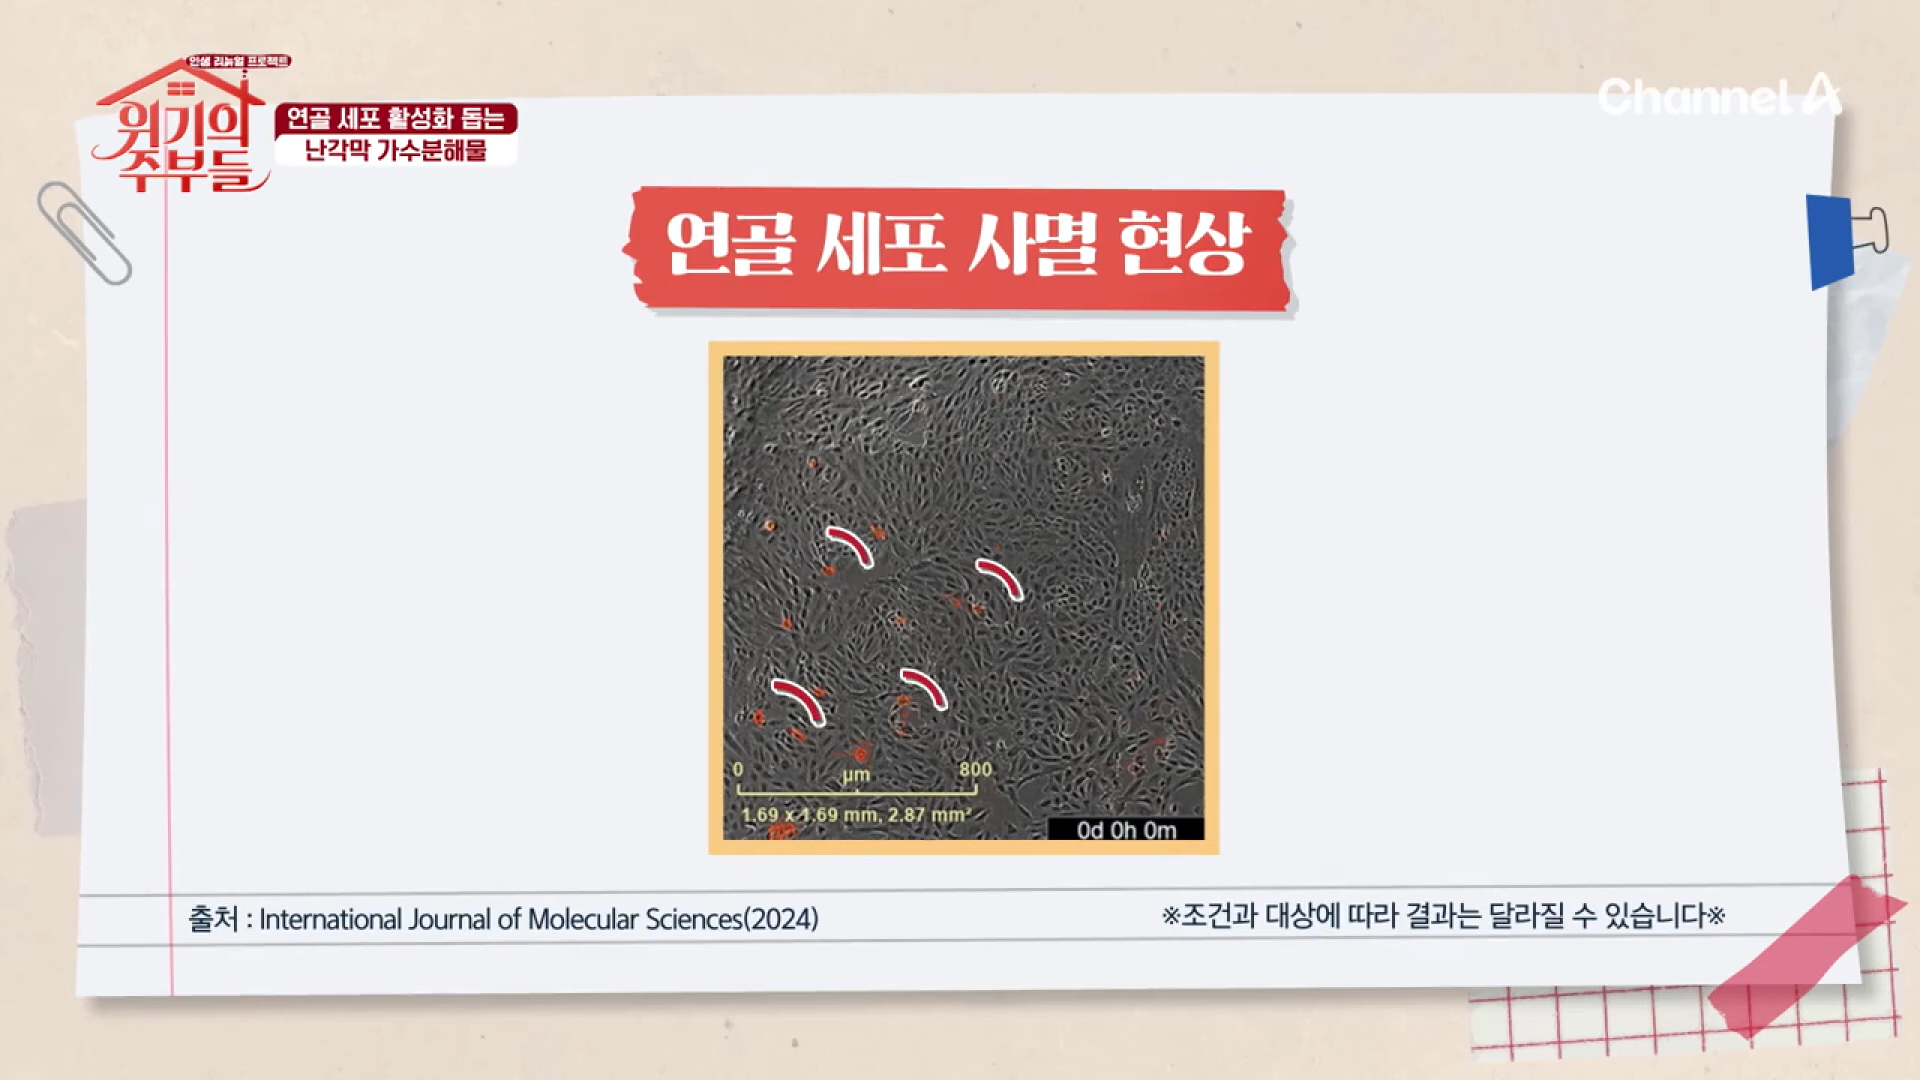 인생 리뉴얼 프로젝트
위기의
주부들
연골 세포 활성화 돕는
난각막 가수분해물
Channel A
연골 세포 사멸 현상
0 μm 800
1.69 x 1.69 mm, 2.87 mm²
0d 0h 0m
출처 : International Journal of Molecular Sciences(2024)
※조건과 대상에 따라 결과는 달라질 수 있습니다※